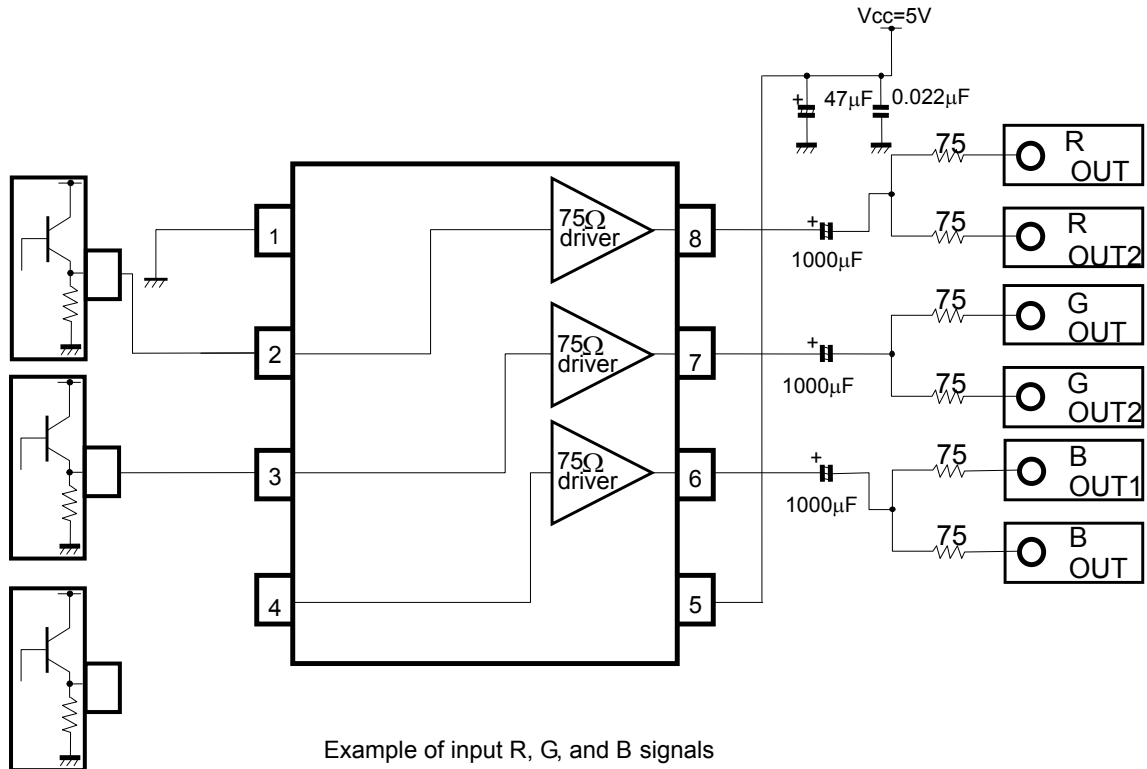 Vcc=5V
+
47µF
0.022µF
75
R
OUT
75
R
OUT2
1
75Ω
driver
8
+
1000µF
75
G
OUT
2
75Ω
driver
7
+
1000µF
75
G
OUT2
3
75Ω
driver
6
+
1000µF
75
B
OUT1
75
B
OUT
4
5
Example of input R, G, and B signals